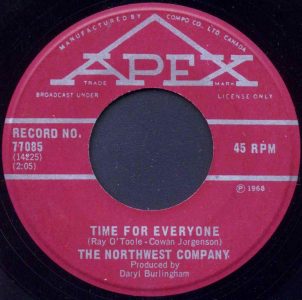 MANUFACTURED BY COMPO CO. LTD. CANADA
APEX
TRADE MARK
BROADCAST UNDER LICENSE ONLY
RECORD NO.
77085
45 RPM
(14225)
(2:05)
℗ 1968
TIME FOR EVERYONE
(Ray O'Toole - Cowan Jorgenson)
THE NORTHWEST COMPANY
Produced by
Daryl Burlingham